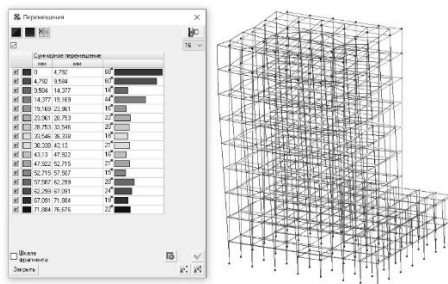 Перемещения
16
Суммарное перемещение
мм мм
0 4,792
4,792 9,584
9,584 14,377
14,377 19,169
19,169 23,961
23,961 28,753
28,753 33,546
33,546 38,338
38,338 43,13
43,13 47,922
47,922 52,715
52,715 57,507
57,507 62,299
62,299 67,091
67,091 71,884
71,884 76,676
Шкала
фрагмента
Закрыть